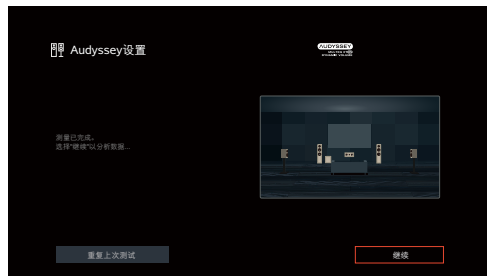 Audyssey设置
AUDYSSEY
测量已完成。
选择“继续”以分析数据...
重复上次测试
继续